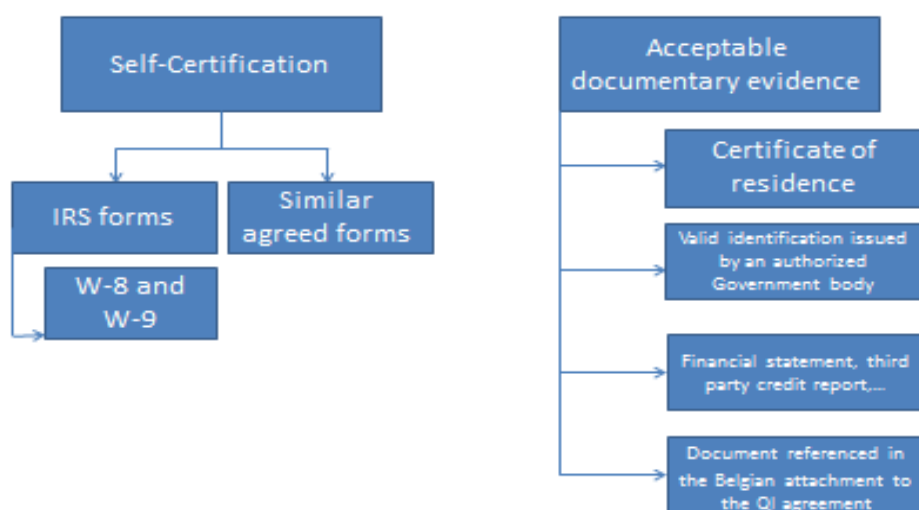 Self-Certification
IRS forms
Similar
agreed forms
W-8 and
W-9
Acceptable
documentary evidence
Certificate of
residence
Valid identification issued
by an authorized
Government body
Financial statement, third
party credit report,...
Document referenced in
the Belgian attachment to
the QI agreement